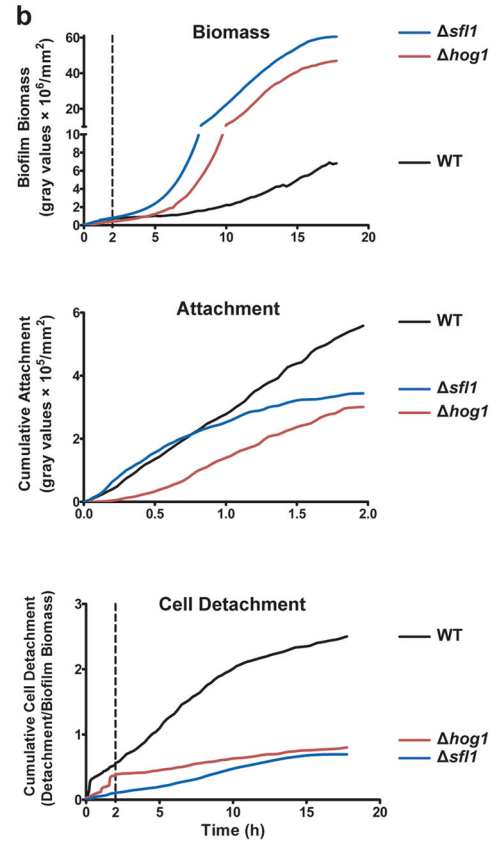 b
Biomass
Biofilm Biomass
(gray values × 10⁶/mm²)
60
40
20
10
8
6
4
2
0
0 2 5 10 15 20
Δsfl1
Δhog1
WT
Attachment
Cumulative Attachment
(gray values × 10⁵/mm²)
6
4
2
0
0.0 0.5 1.0 1.5 2.0
WT
Δsfl1
Δhog1
Cell Detachment
Cumulative Cell Detachment
(Detachment/Biofilm Biomass)
3
2
1
0
0 2 5 10 15 20
Time (h)
WT
Δhog1
Δsfl1